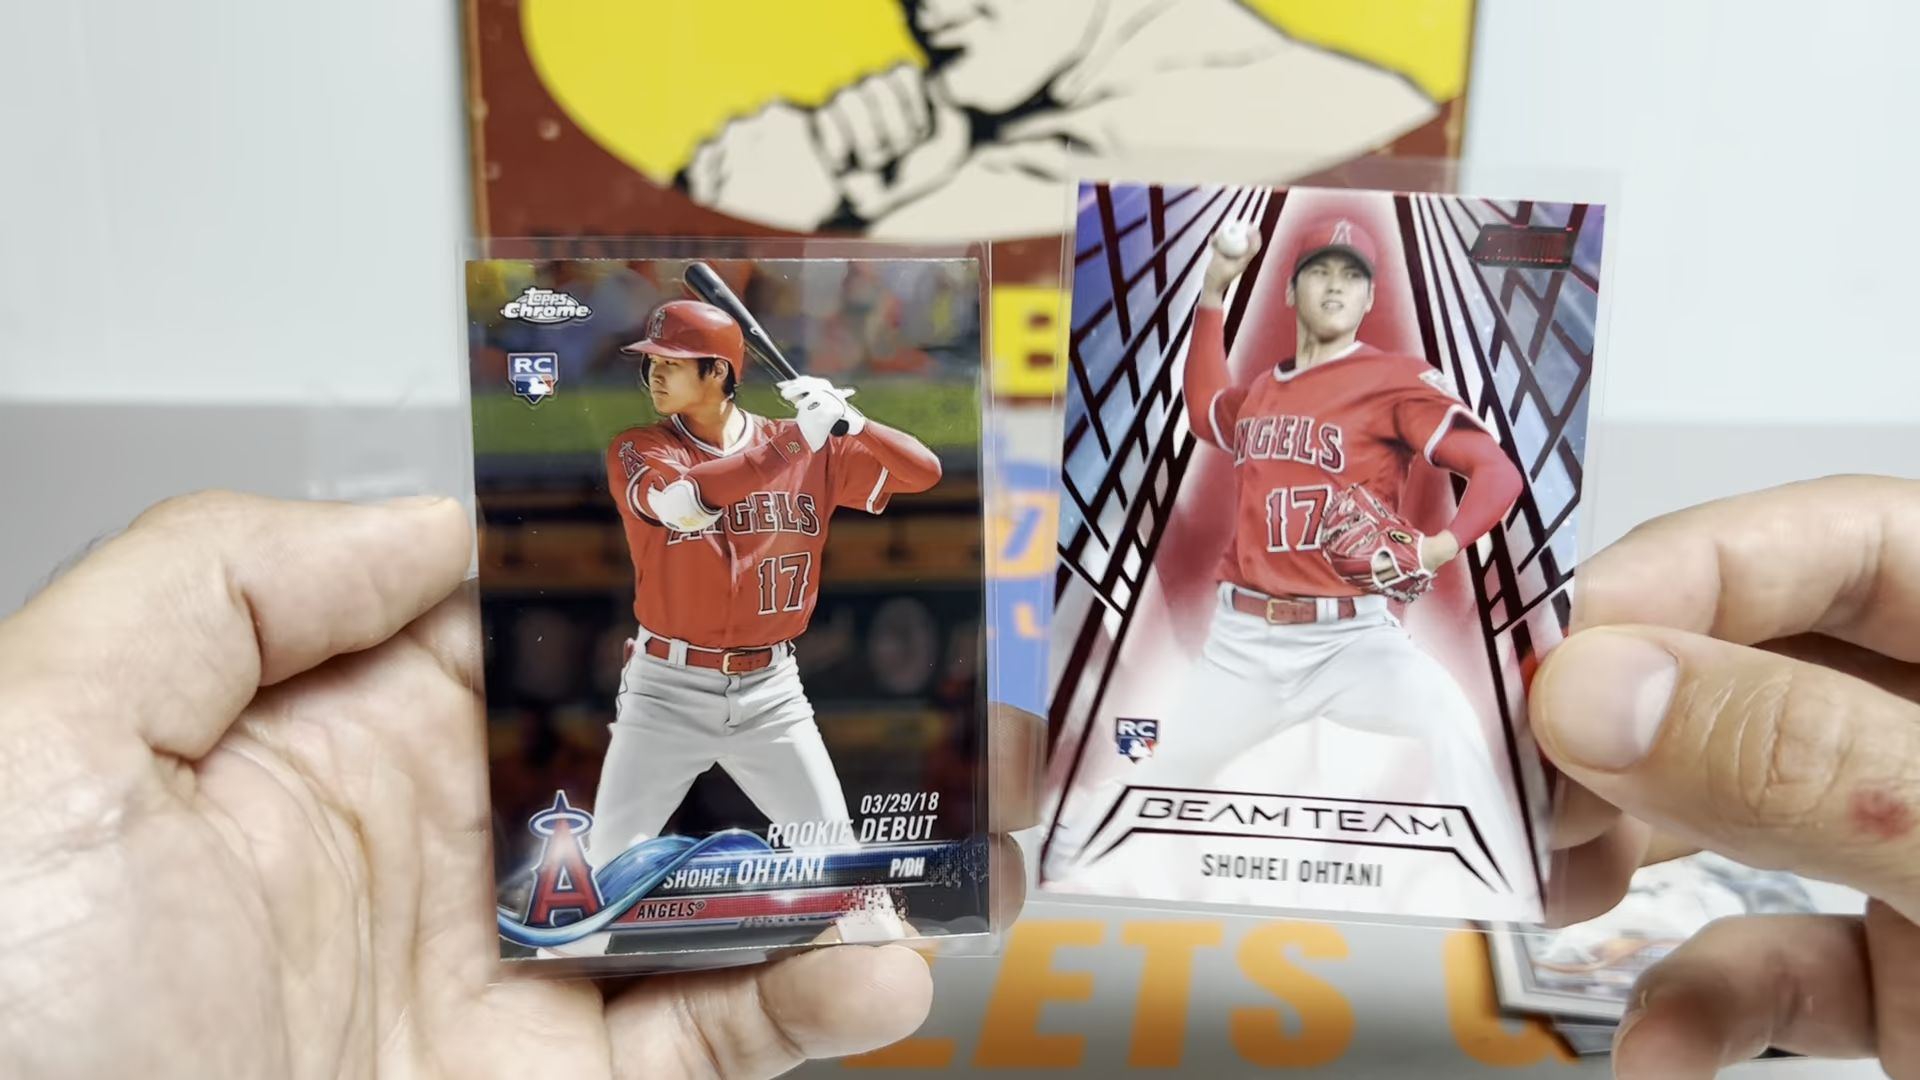 Topps
Chrome
RC
A
ANGELS
17
03/29/18
ROOKIE DEBUT
SHOHEI OHTANI
P/DH
ANGELS®
A
A
ANGELS
17
RC
BEAM TEAM
SHOHEI OHTANI
LETS G